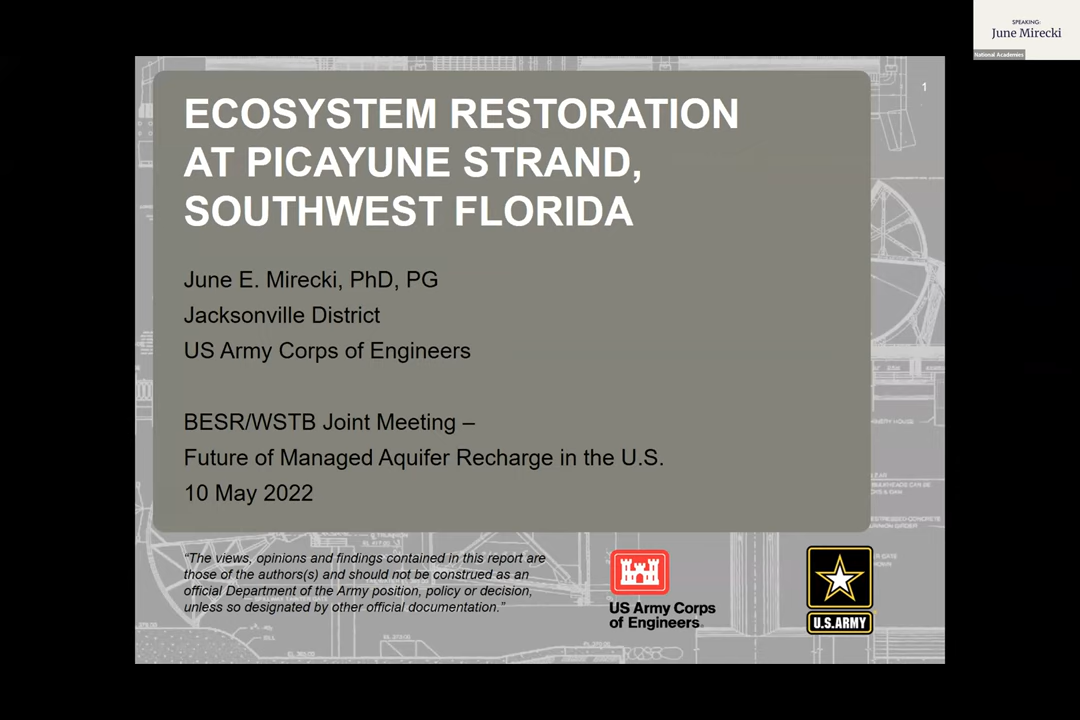 SPEAKING:
June Mirecki
National Academies
1
ECOSYSTEM RESTORATION
AT PICAYUNE STRAND,
SOUTHWEST FLORIDA
June E. Mirecki, PhD, PG
Jacksonville District
US Army Corps of Engineers
BESR/WSTB Joint Meeting –
Future of Managed Aquifer Recharge in the U.S.
10 May 2022
“The views, opinions and findings contained in this report are
those of the authors(s) and should not be construed as an
official Department of the Army position, policy or decision,
unless so designated by other official documentation.”
US Army Corps
of Engineers
U.S. ARMY